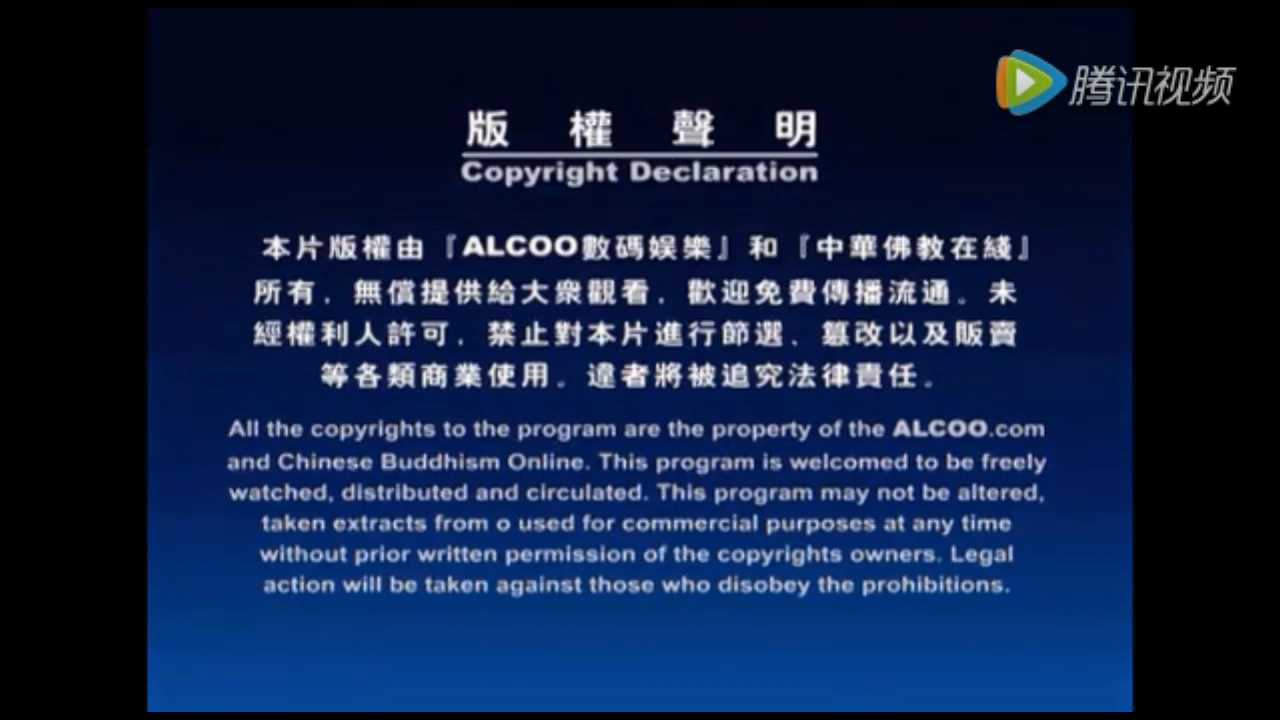 腾讯视频
版權聲明
Copyright Declaration
本片版權由『ALCOO數碼娱樂』和『中華佛教在綫』
所有，無償提供給大衆觀看，歡迎免費傳播流通。未
經權利人許可，禁止對本片進行節選、篡改以及販賣
等各類商業使用。違者將被追究法律責任。
All the copyrights to the program are the property of the ALCOO.com
and Chinese Buddhism Online. This program is welcomed to be freely
watched, distributed and circulated. This program may not be altered,
taken extracts from o used for commercial purposes at any time
without prior written permission of the copyrights owners. Legal
action will be taken against those who disobey the prohibitions.